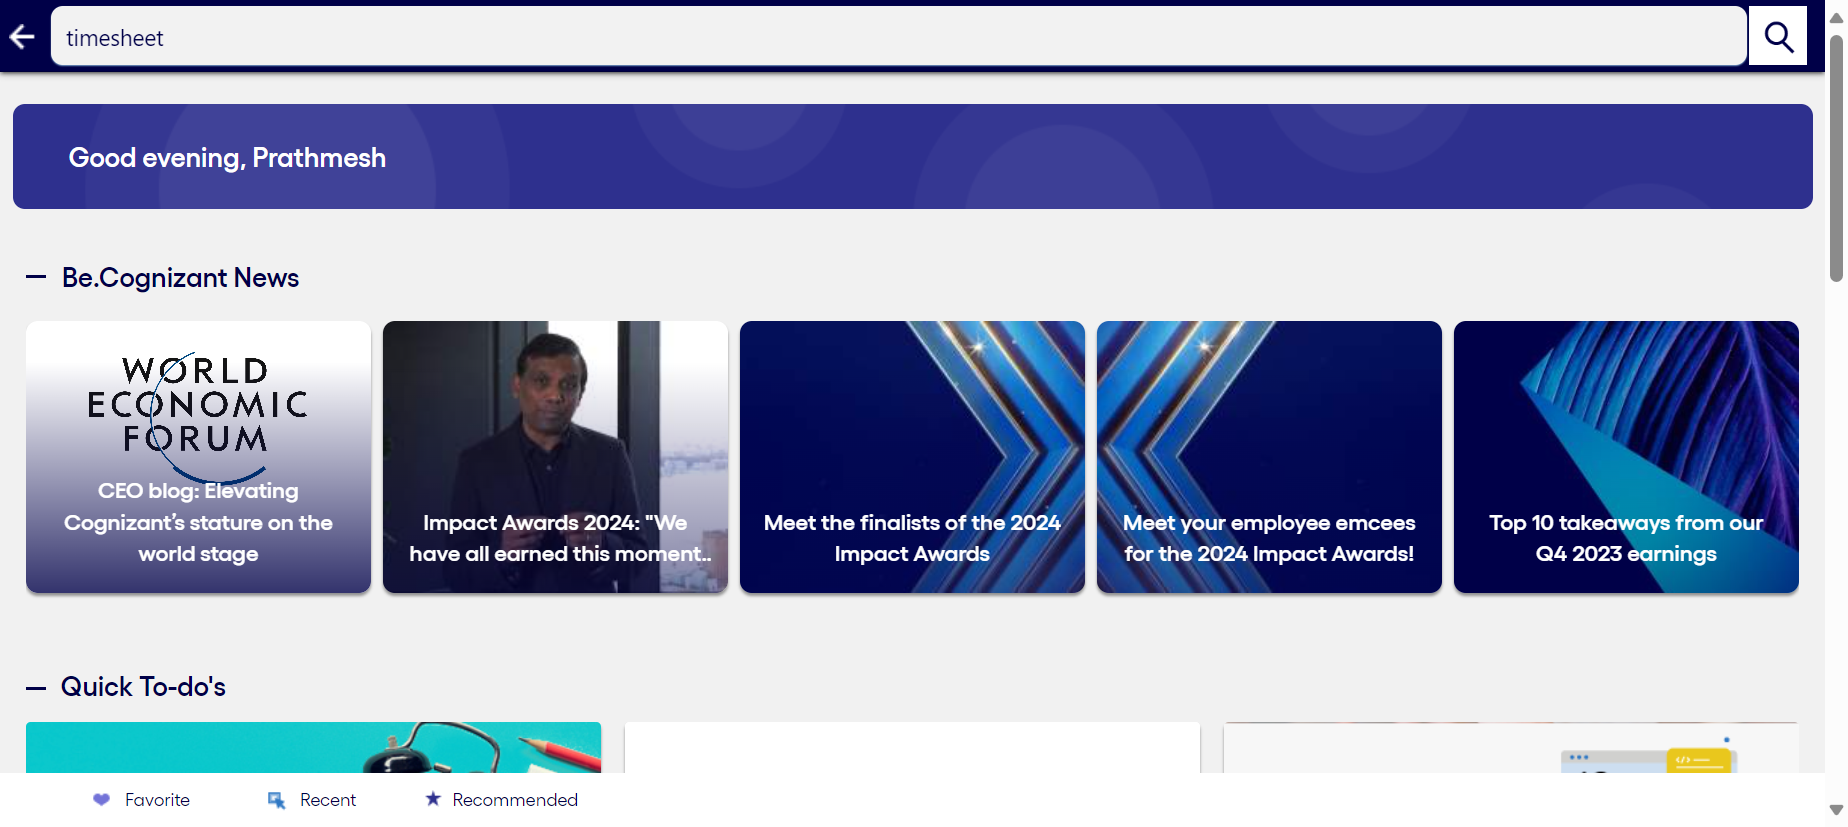 timesheet
Good evening, Prathmesh
Be.Cognizant News
WORLD
ECONOMIC
FORUM
CEO blog: Elevating
Cognizant's stature on the
world stage
Impact Awards 2024: "We
have all earned this moment..
Meet the finalists of the 2024
Impact Awards
Meet your employee emcees
for the 2024 Impact Awards!
Top 10 takeaways from our
Q4 2023 earnings
Quick To-do's
Favorite
Recent
Recommended